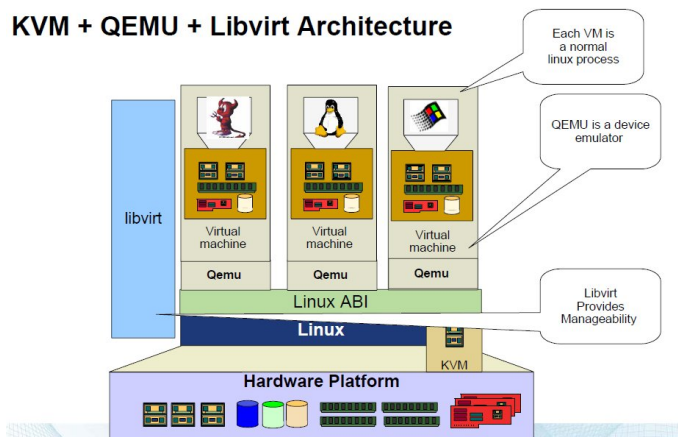 KVM + QEMU + Libvirt Architecture
Each VM is
a normal
linux process
QEMU is a device
emulator
libvirt
Virtual
machine
Virtual
machine
Virtual
machine
Qemu
Qemu
Qemu
Linux ABI
Libvirt
Provides
Manageability
Linux
KVM
Hardware Platform